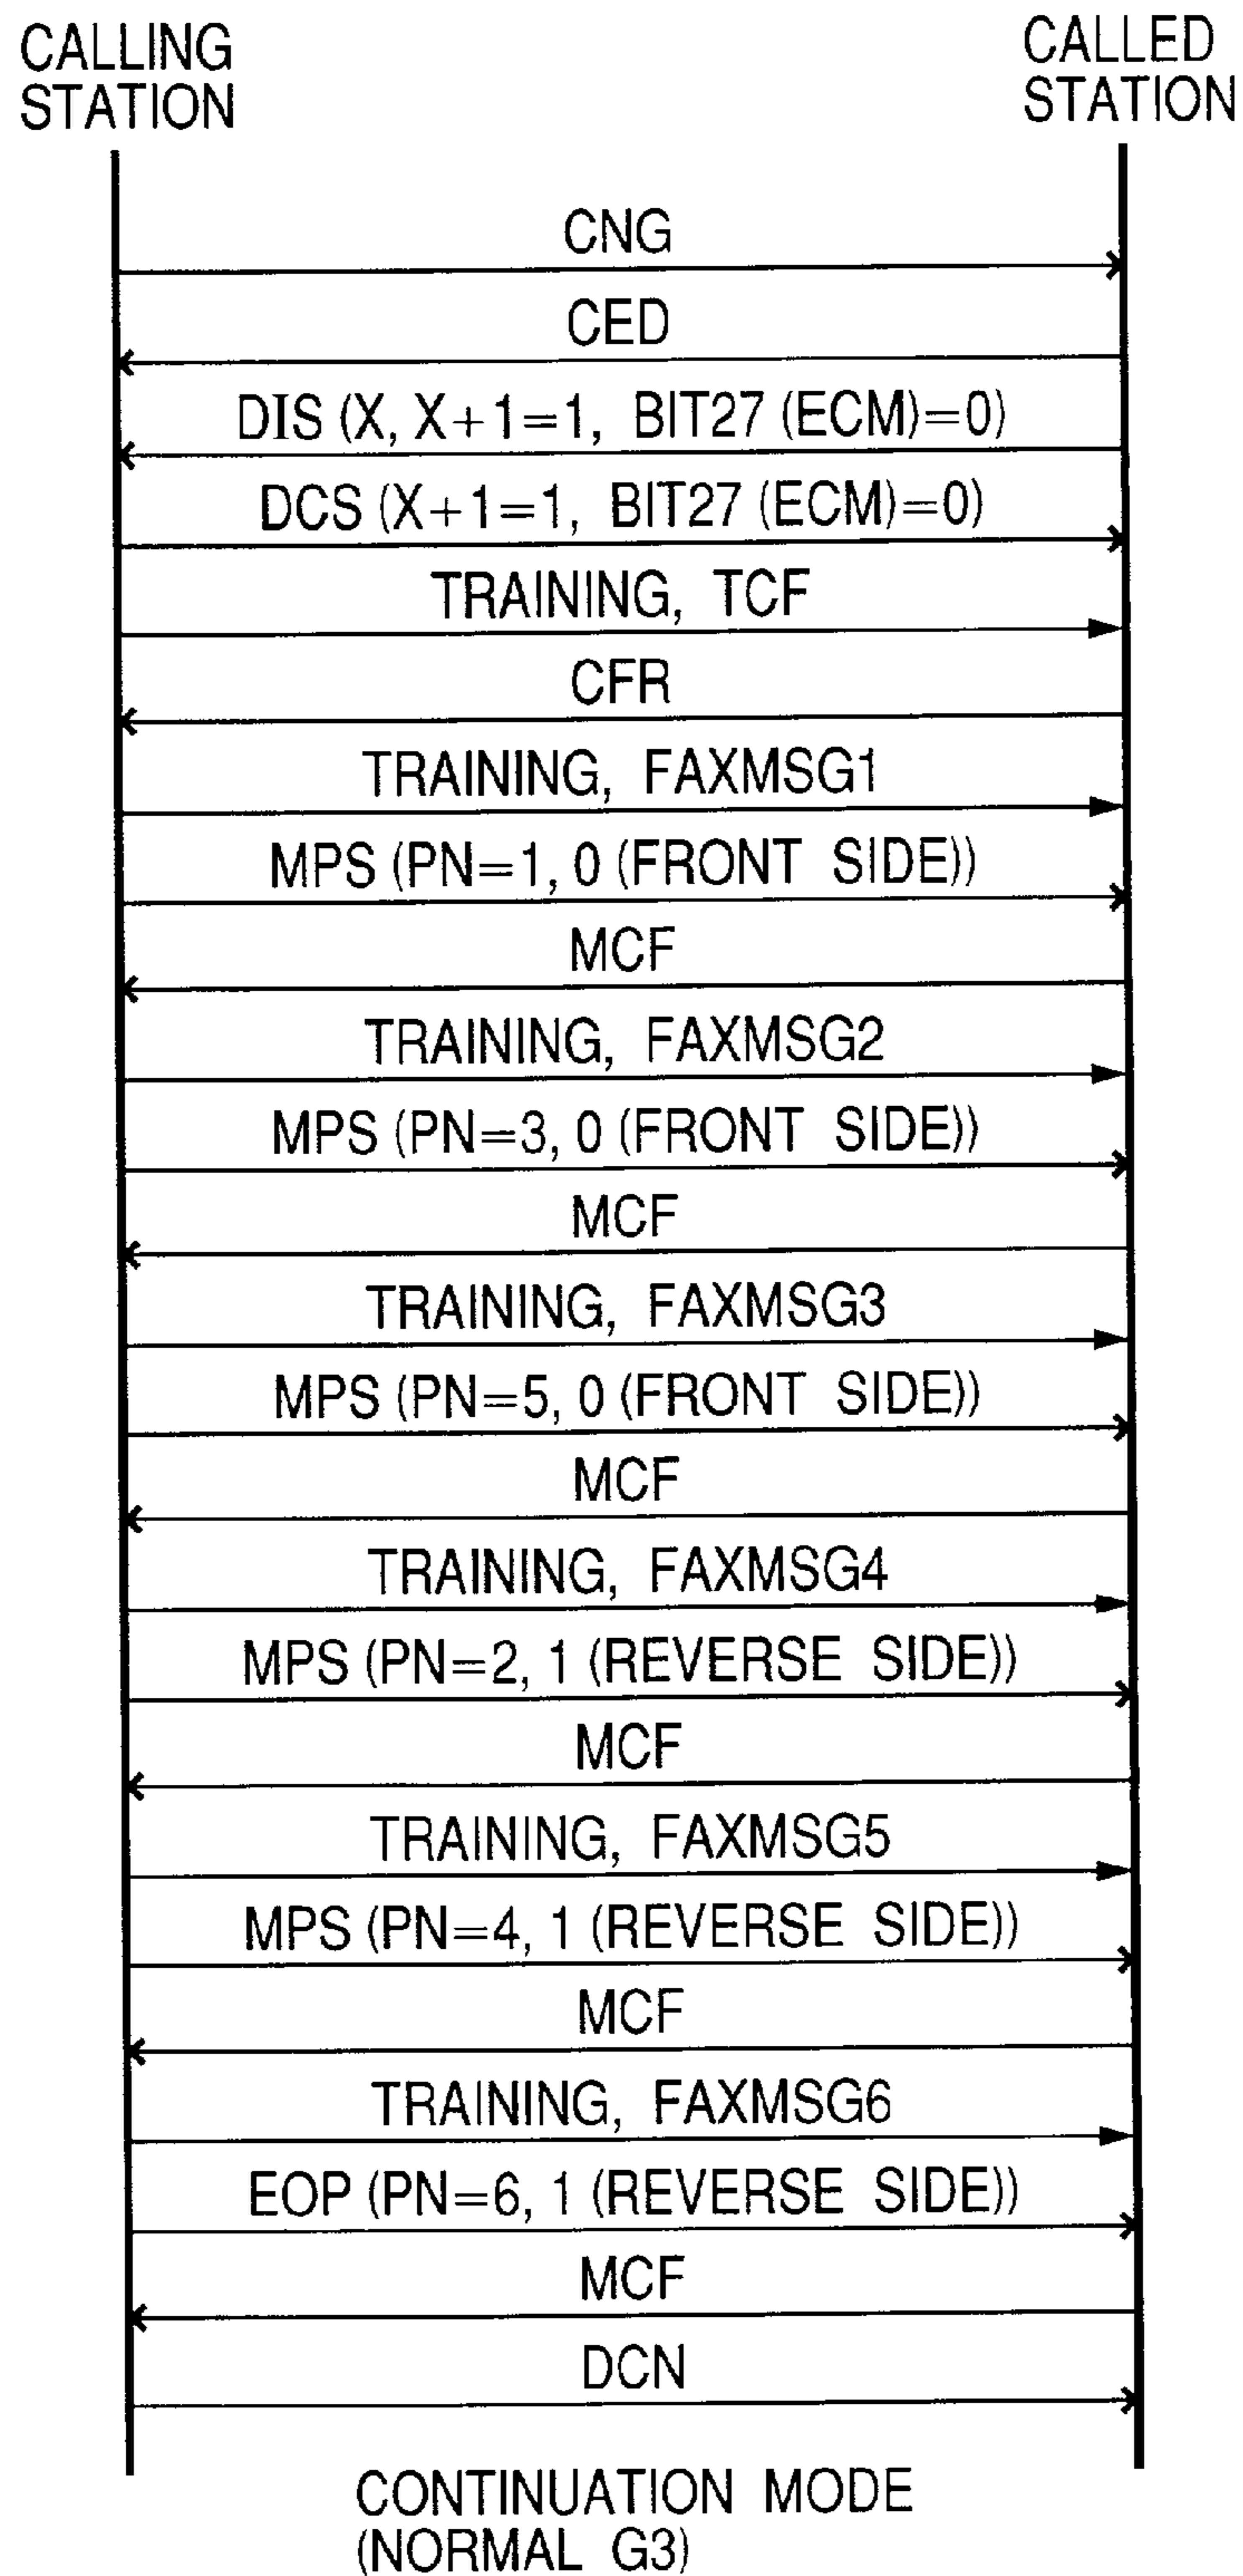 CALLING
STATION
CALLED
STATION
CNG
CED
DIS (X, X+1=1, BIT27 (ECM)=0)
DCS (X+1=1, BIT27 (ECM)=0)
TRAINING, TCF
CFR
TRAINING, FAXMSG1
MPS (PN=1, 0 (FRONT SIDE))
MCF
TRAINING, FAXMSG2
MPS (PN=3, 0 (FRONT SIDE))
MCF
TRAINING, FAXMSG3
MPS (PN=5, 0 (FRONT SIDE))
MCF
TRAINING, FAXMSG4
MPS (PN=2, 1 (REVERSE SIDE))
MCF
TRAINING, FAXMSG5
MPS (PN=4, 1 (REVERSE SIDE))
MCF
TRAINING, FAXMSG6
EOP (PN=6, 1 (REVERSE SIDE))
MCF
DCN
CONTINUATION MODE
(NORMAL G3)